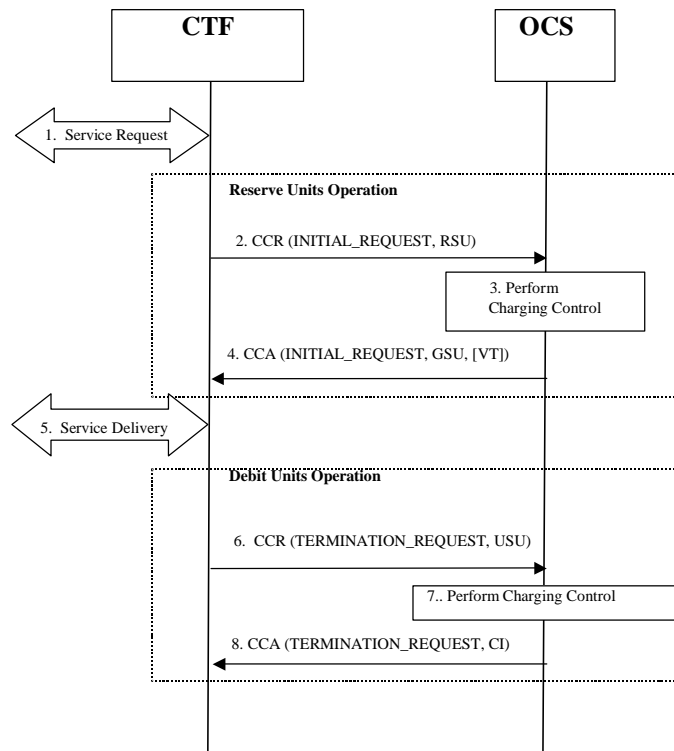 CTF
OCS
1. Service Request
Reserve Units Operation
2. CCR (INITIAL_REQUEST, RSU)
3. Perform
Charging Control
4. CCA (INITIAL_REQUEST, GSU, [VT])
5. Service Delivery
Debit Units Operation
6. CCR (TERMINATION_REQUEST, USU)
7.. Perform Charging Control
8. CCA (TERMINATION_REQUEST, CI)